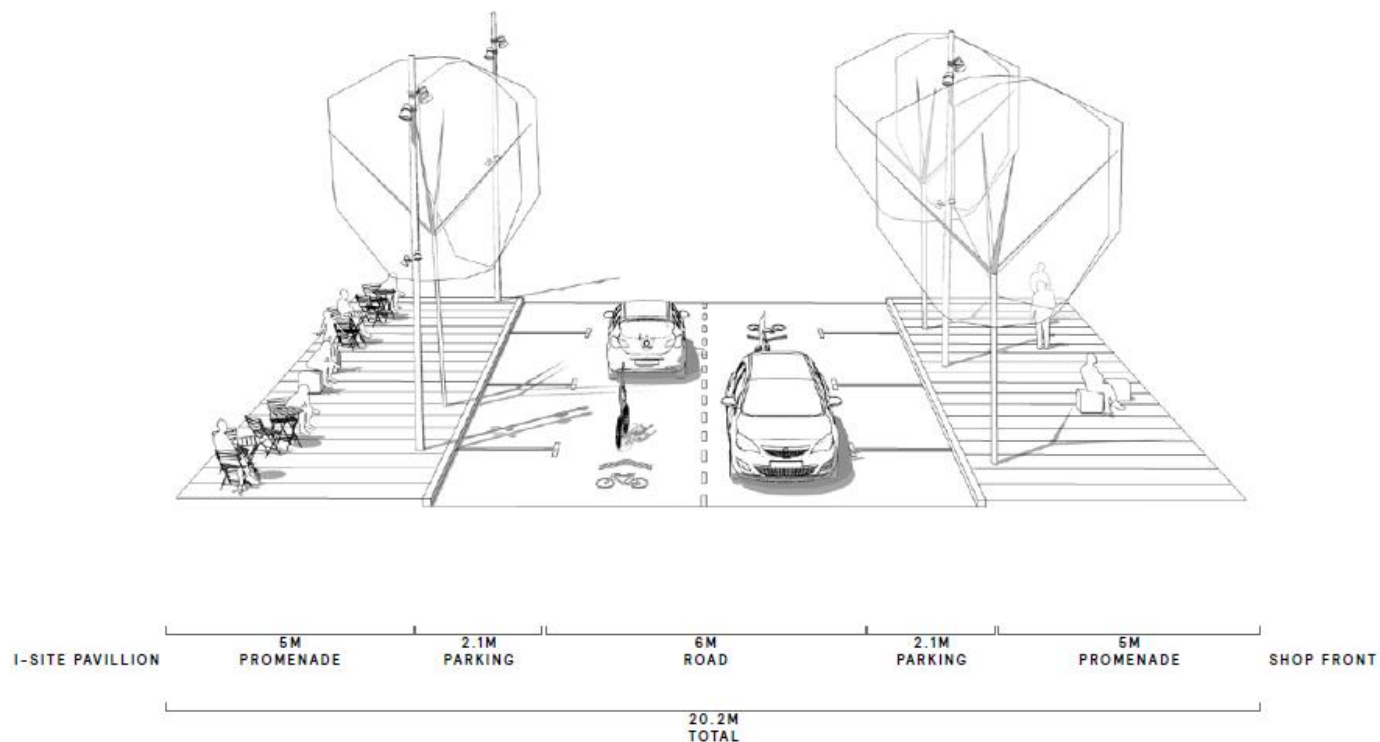 5M 2.1M 6M 2.1M 5M
I-SITE PAVILLION PROMENADE PARKING ROAD PARKING PROMENADE SHOP FRONT
20.2M
TOTAL